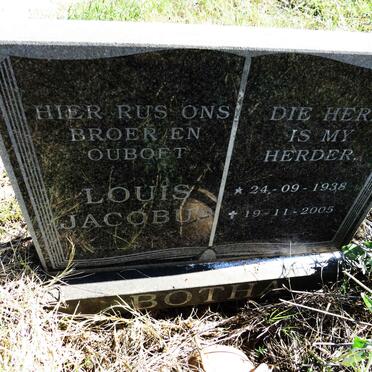 HIER RUS ONS
BROER EN
OUBOET
LOUIS
JACOBUS
DIE HER
IS MY
HERDER.
* 24-09-1938
✝ 19-11-2005
BOTHA